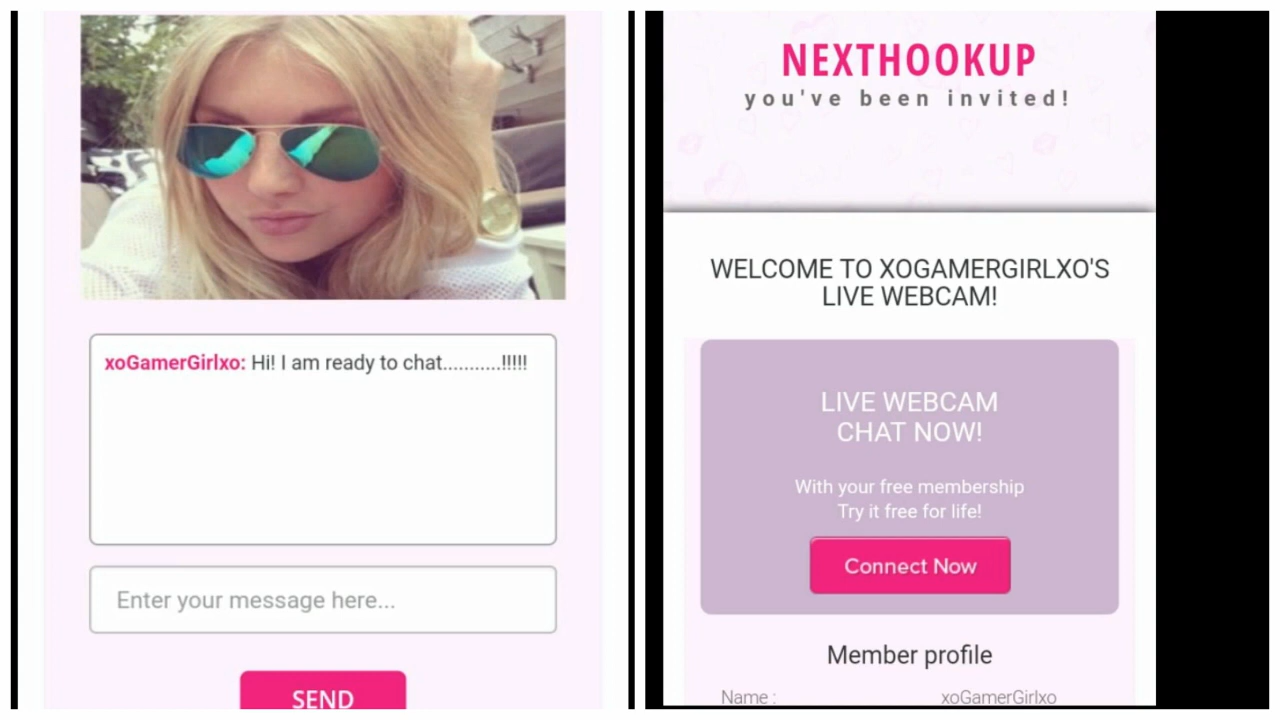 xoGamerGirlxo: Hi! I am ready to chat...........!!!!!
Enter your message here...
SEND
NEXTHOOKUP
you've been invited!
WELCOME TO XOGAMERGIRLXO'S
LIVE WEBCAM!
LIVE WEBCAM
CHAT NOW!
With your free membership
Try it free for life!
Connect Now
Member profile
Name : xoGamerGirlxo